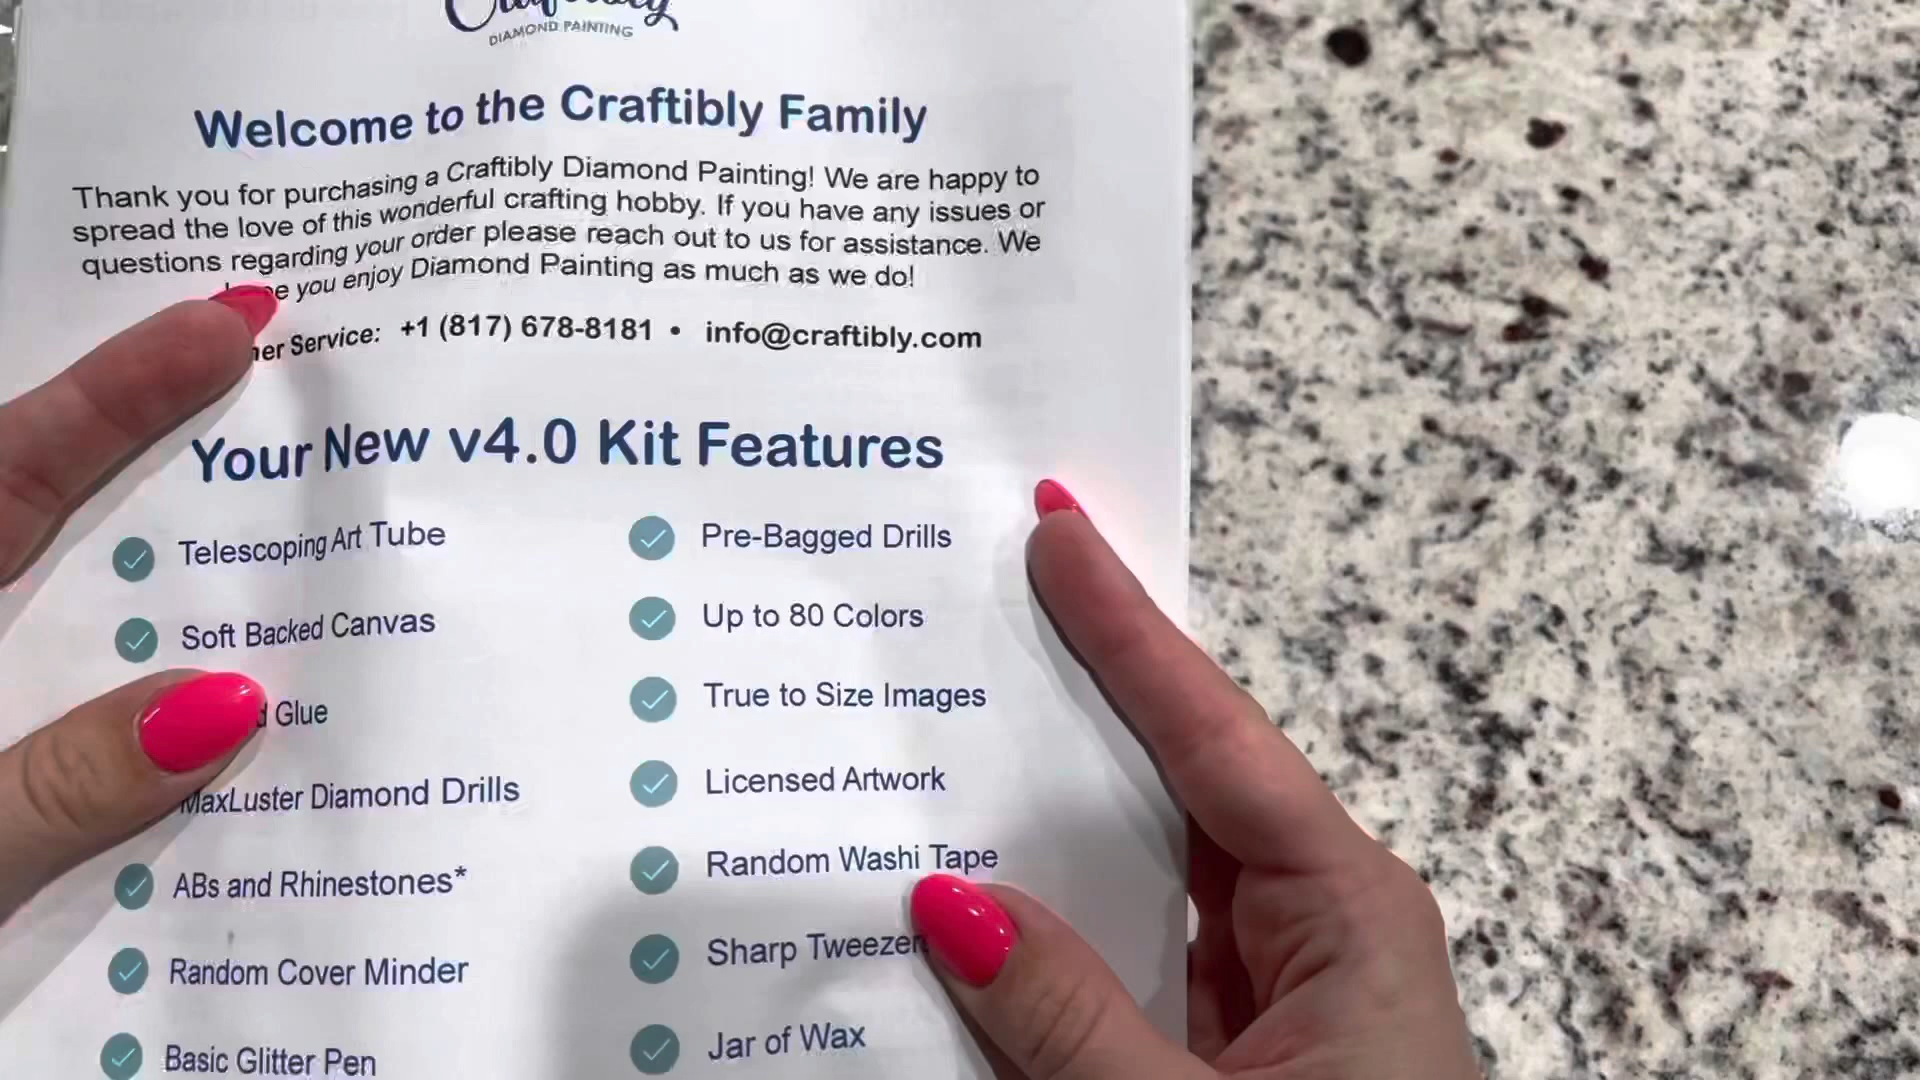 Craftibly
DIAMOND PAINTING
Welcome to the Craftibly Family
Thank you for purchasing a Craftibly Diamond Painting! We are happy to
spread the love of this wonderful crafting hobby. If you have any issues or
questions regarding your order please reach out to us for assistance. We
you enjoy Diamond Painting as much as we do!
Service: +1 (817) 678-8181 • info@craftibly.com
Your New v4.0 Kit Features
Telescoping Art Tube
Soft Backed Canvas
Glue
MaxLuster Diamond Drills
ABs and Rhinestones*
Random Cover Minder
Basic Glitter Pen
Pre-Bagged Drills
Up to 80 Colors
True to Size Images
Licensed Artwork
Random Washi Tape
Sharp Tweezer
Jar of Wax